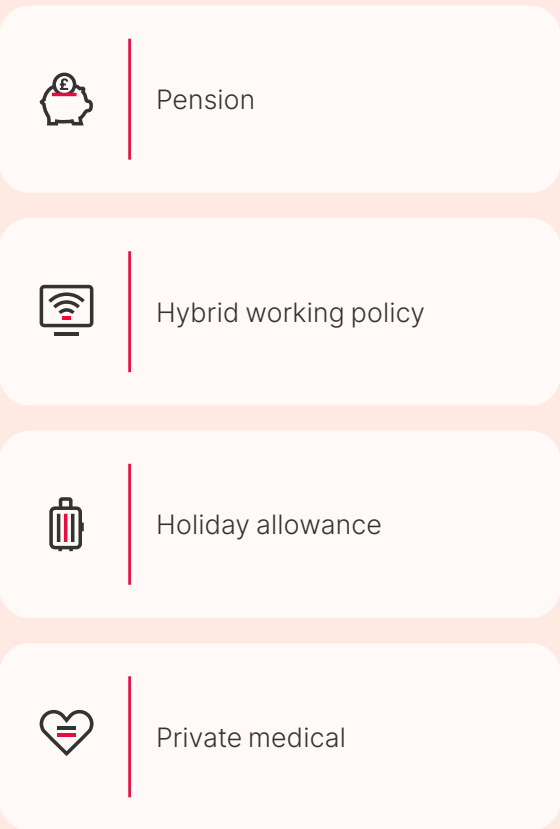 £
Pension
Hybrid working policy
Holiday allowance
Private medical